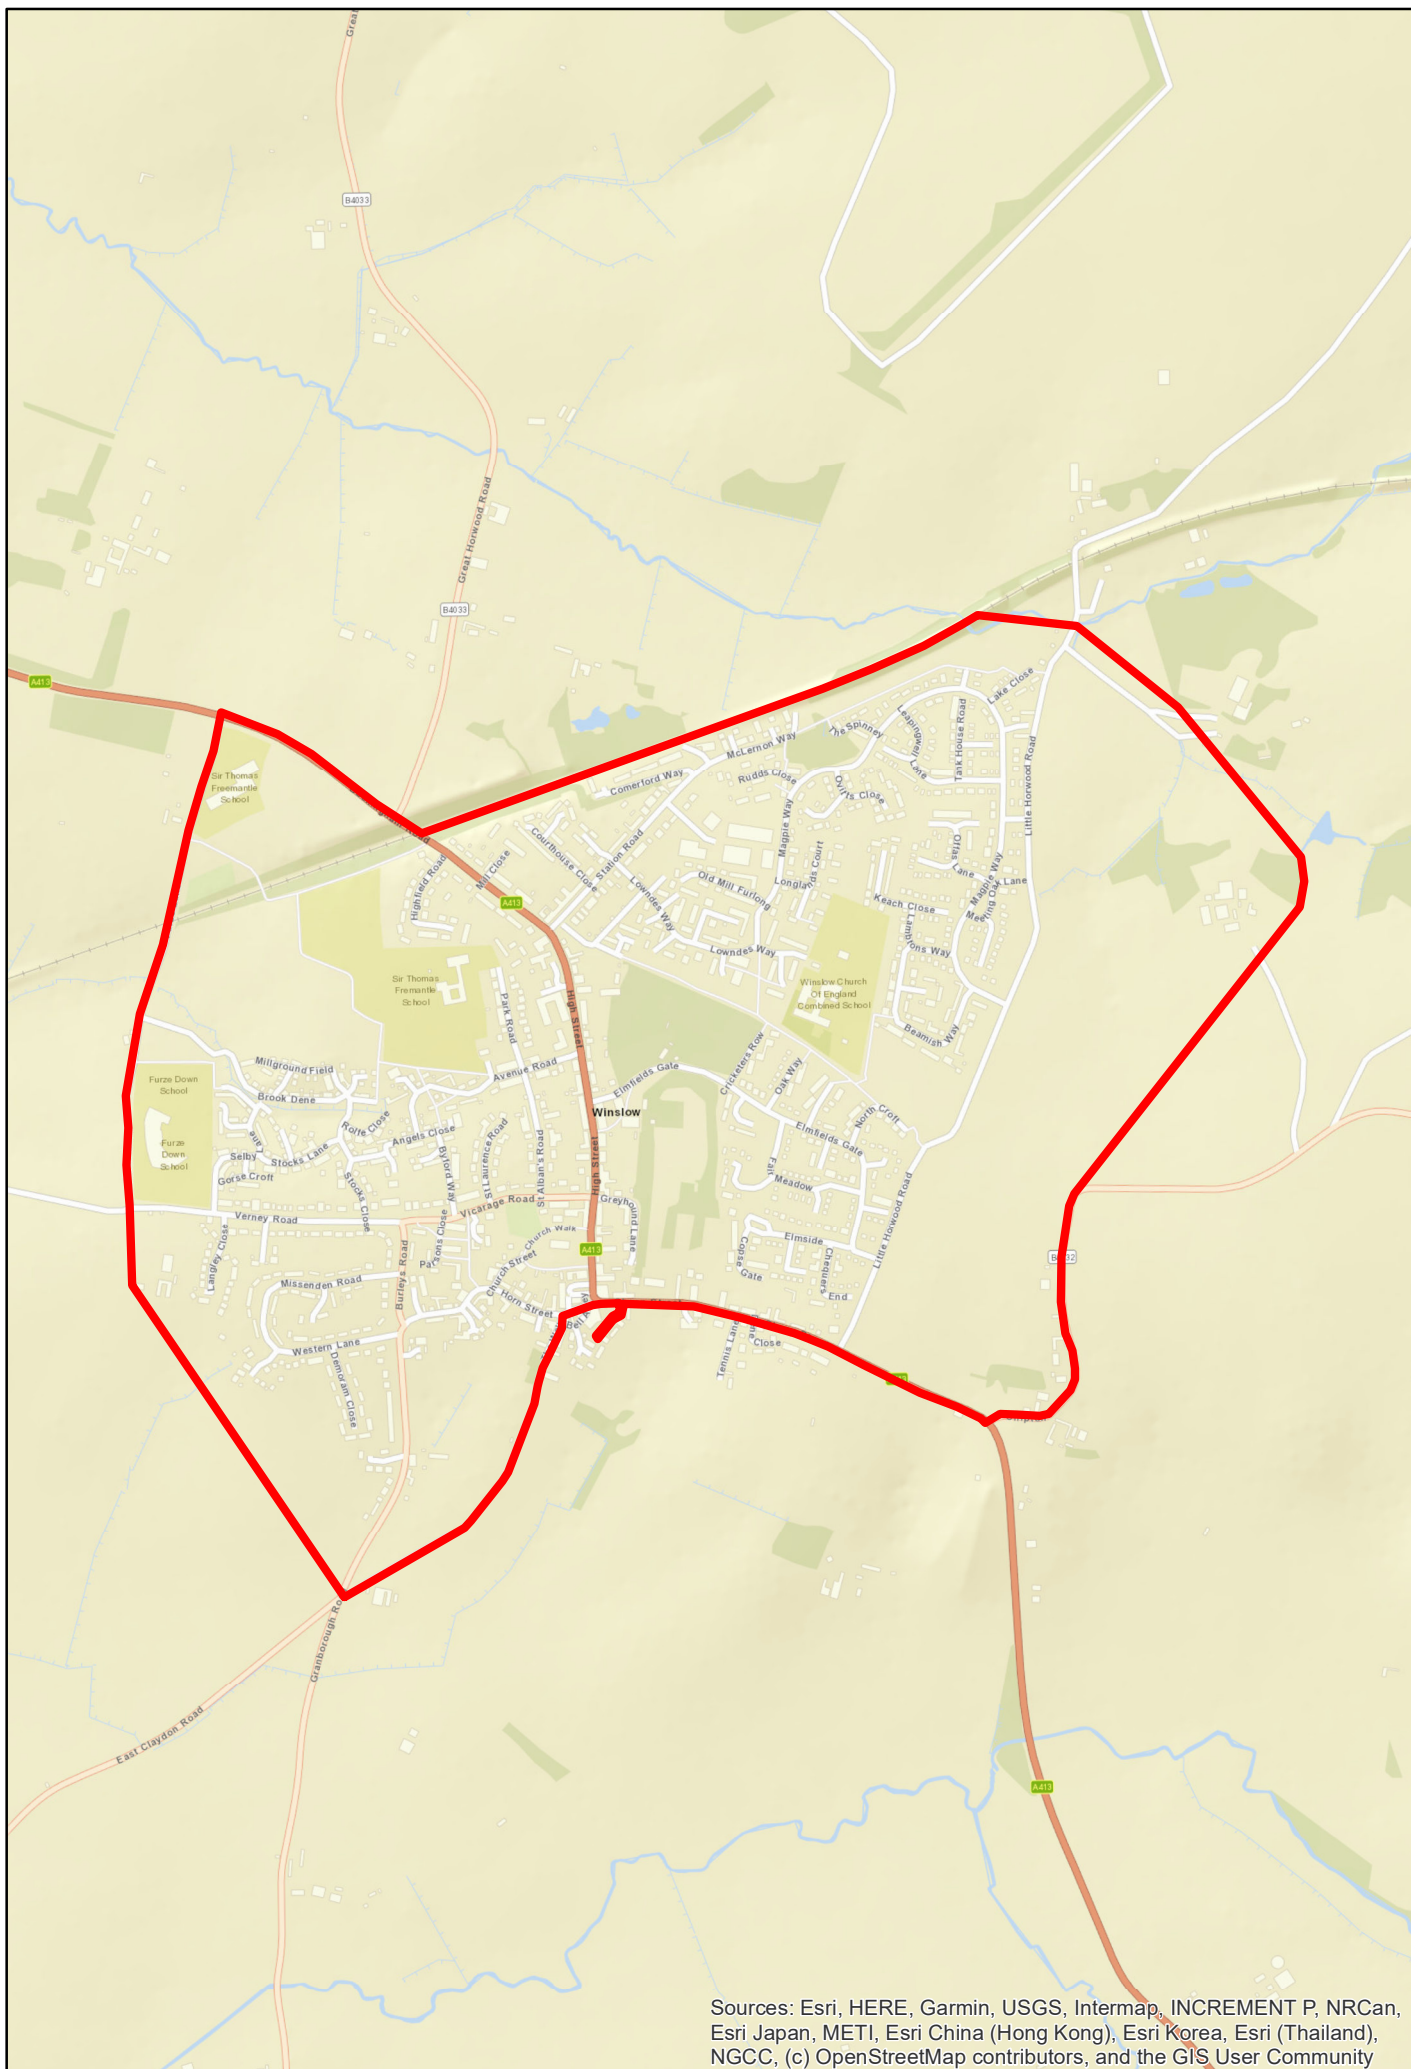 Great
B4033
Great Horwood Road
B4033
A413
Lake Close
Leapingwell
Lane
The Spinney
Tank House Road
McLernon Way
Sir Thomas
Freemantle
School
Comerford Way
Rudds Close
Ovirts Close
Little Horwood Road
Road
Magpie Way
Courthouse Close
Station Road
Mill Close
Highfield Road
Offas
Lane
Magpie Way
Meeting Oak Lane
Longlands Court
Old Mill Furlong
Lowndes Way
Keach Close
A413
Lambtons Way
Lowndes Way
Sir Thomas
Fremantle
School
Winslow Church
Of England
Combined School
Park Road
High Street
Beamish Way
Cricketers Row
Oak Way
Millground Field
Avenue Road
Elmfields Gate
Furze Down
School
Brook Dene
Winslow
North Croft
Rolfe Close
Angels Close
Elmfields Gate
Furze
Down
School
Selby
Lane
Stocks Lane
Byford Way
St Laurence Road
St Alban's Road
High Street
Fair
Meadow
Gorse Croft
Stocks Close
Vicarage Road
Greyhound Lane
Little Horwood Road
Verney Road
Parsons Close
Church Walk
Elmside
Langley Close
Burleys Road
Church Street
A413
Copse
Gate
Chequers
End
Missenden Road
Horn Street
Bell
Western Lane
Tennis Lane
Close
Demoram Close
Granborough Ro
East Claydon Road
A413
Sources: Esri, HERE, Garmin, USGS, Intermap, INCREMENT P, NRCan,
Esri Japan, METI, Esri China (Hong Kong), Esri Korea, Esri (Thailand),
NGCC, (c) OpenStreetMap contributors, and the GIS User Community